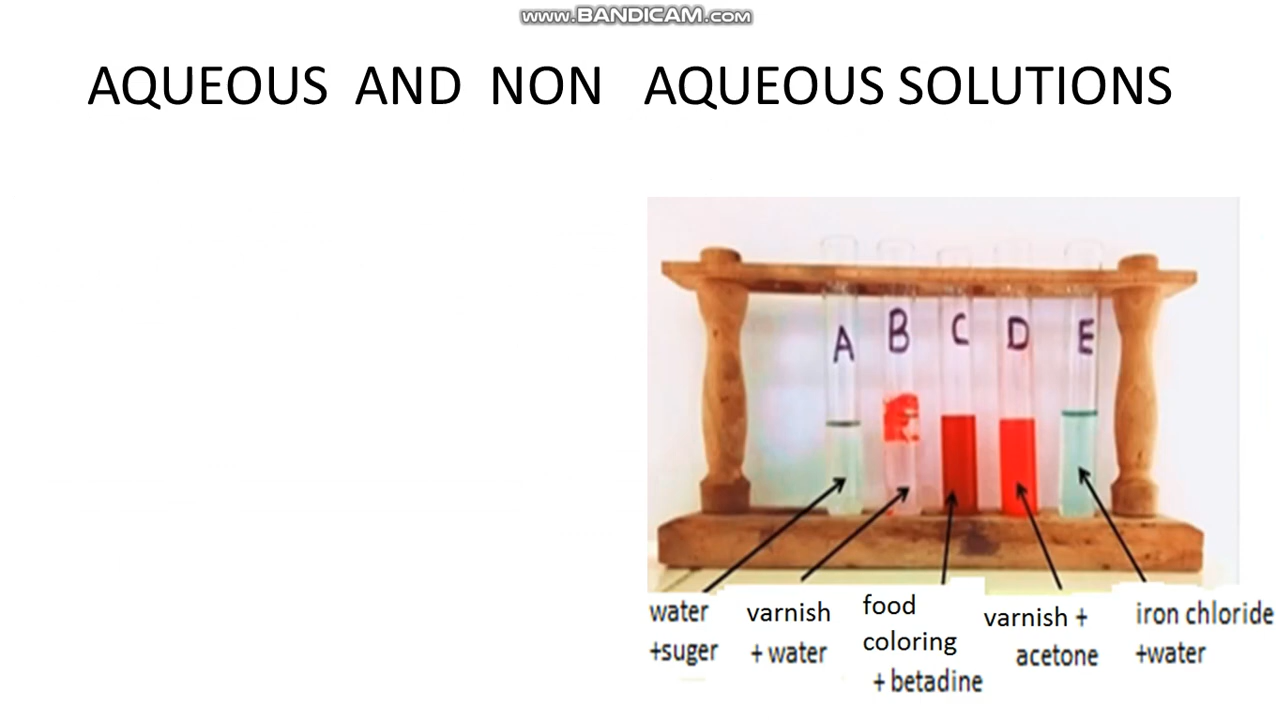 www.BANDICAM.com
AQUEOUS AND NON AQUEOUS SOLUTIONS
A B C D E
water
+suger
varnish
+ water
food
coloring
+ betadine
varnish +
acetone
iron chloride
+water